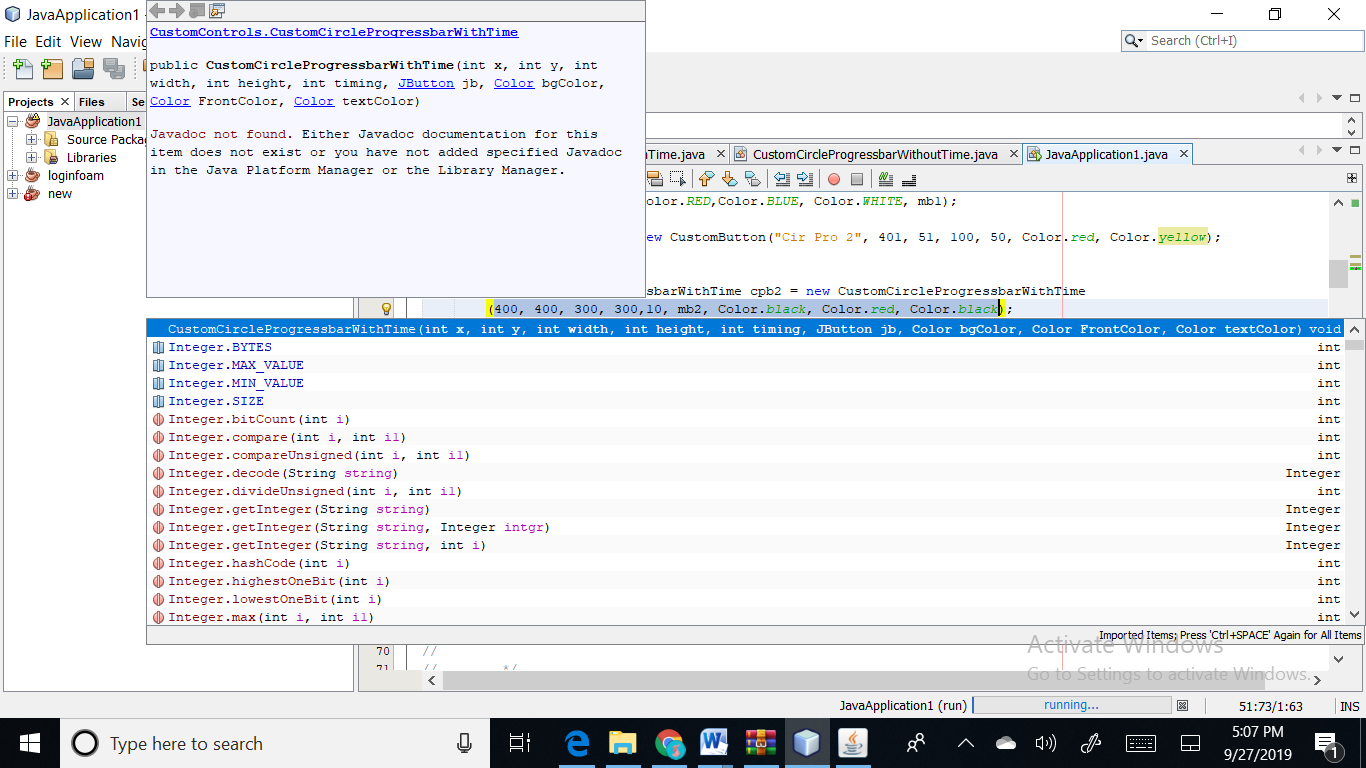 JavaApplication1 -
File Edit View Navig
Search (Ctrl+I)
Projects Files Se
JavaApplication1
Source Packa
Libraries
loginfoam
new
CustomControls.CustomCircleProgressbarWithTime
public CustomCircleProgressbarWithTime(int x, int y, int
width, int height, int timing, JButton jb, Color bgColor,
Color FrontColor, Color textColor)
Javadoc not found. Either Javadoc documentation for this
item does not exist or you have not added specified Javadoc
in the Java Platform Manager or the Library Manager.
Time.java CustomCircleProgressbarWithoutTime.java JavaApplication1.java
olor.RED,Color.BLUE, Color.WHITE, mb1);
ew CustomButton("Cir Pro 2", 401, 51, 100, 50, Color.red, Color.yellow);
sbarWithTime cpb2 = new CustomCircleProgressbarWithTime
(400, 400, 300, 300,10, mb2, Color.black, Color.red, Color.black);
CustomCircleProgressbarWithTime(int x, int y, int width, int height, int timing, JButton jb, Color bgColor, Color FrontColor, Color textColor) void
Integer.BYTES int
Integer.MAX_VALUE int
Integer.MIN_VALUE int
Integer.SIZE int
Integer.bitCount(int i) int
Integer.compare(int i, int i1) int
Integer.compareUnsigned(int i, int i1) int
Integer.decode(String string) Integer
Integer.divideUnsigned(int i, int i1) int
Integer.getInteger(String string) Integer
Integer.getInteger(String string, Integer intgr) Integer
Integer.getInteger(String string, int i) Integer
Integer.hashCode(int i) int
Integer.highestOneBit(int i) int
Integer.lowestOneBit(int i) int
Integer.max(int i, int i1) int
Imported Items; Press 'Ctrl+SPACE' Again for All Items
70 //
71 // */
Activate Windows
Go to Settings to activate Windows.
JavaApplication1 (run) running... 51:73/1:63 INS
Type here to search
5:07 PM
9/27/2019
1